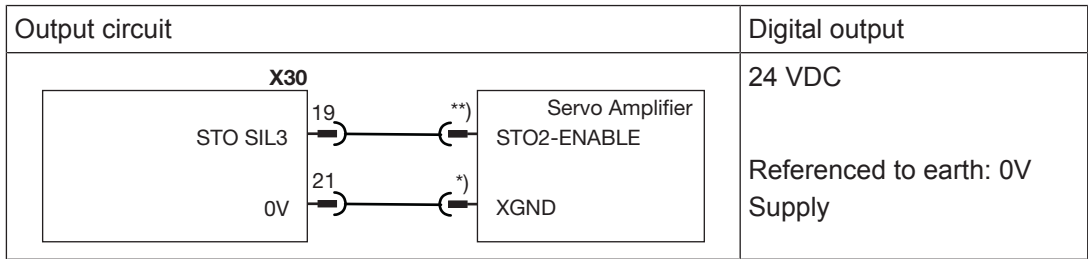 Output circuit
Digital output
X30
19
**)
Servo Amplifier
STO SIL3
STO2-ENABLE
21
*)
0V
XGND
24 VDC
Referenced to earth: 0V
Supply